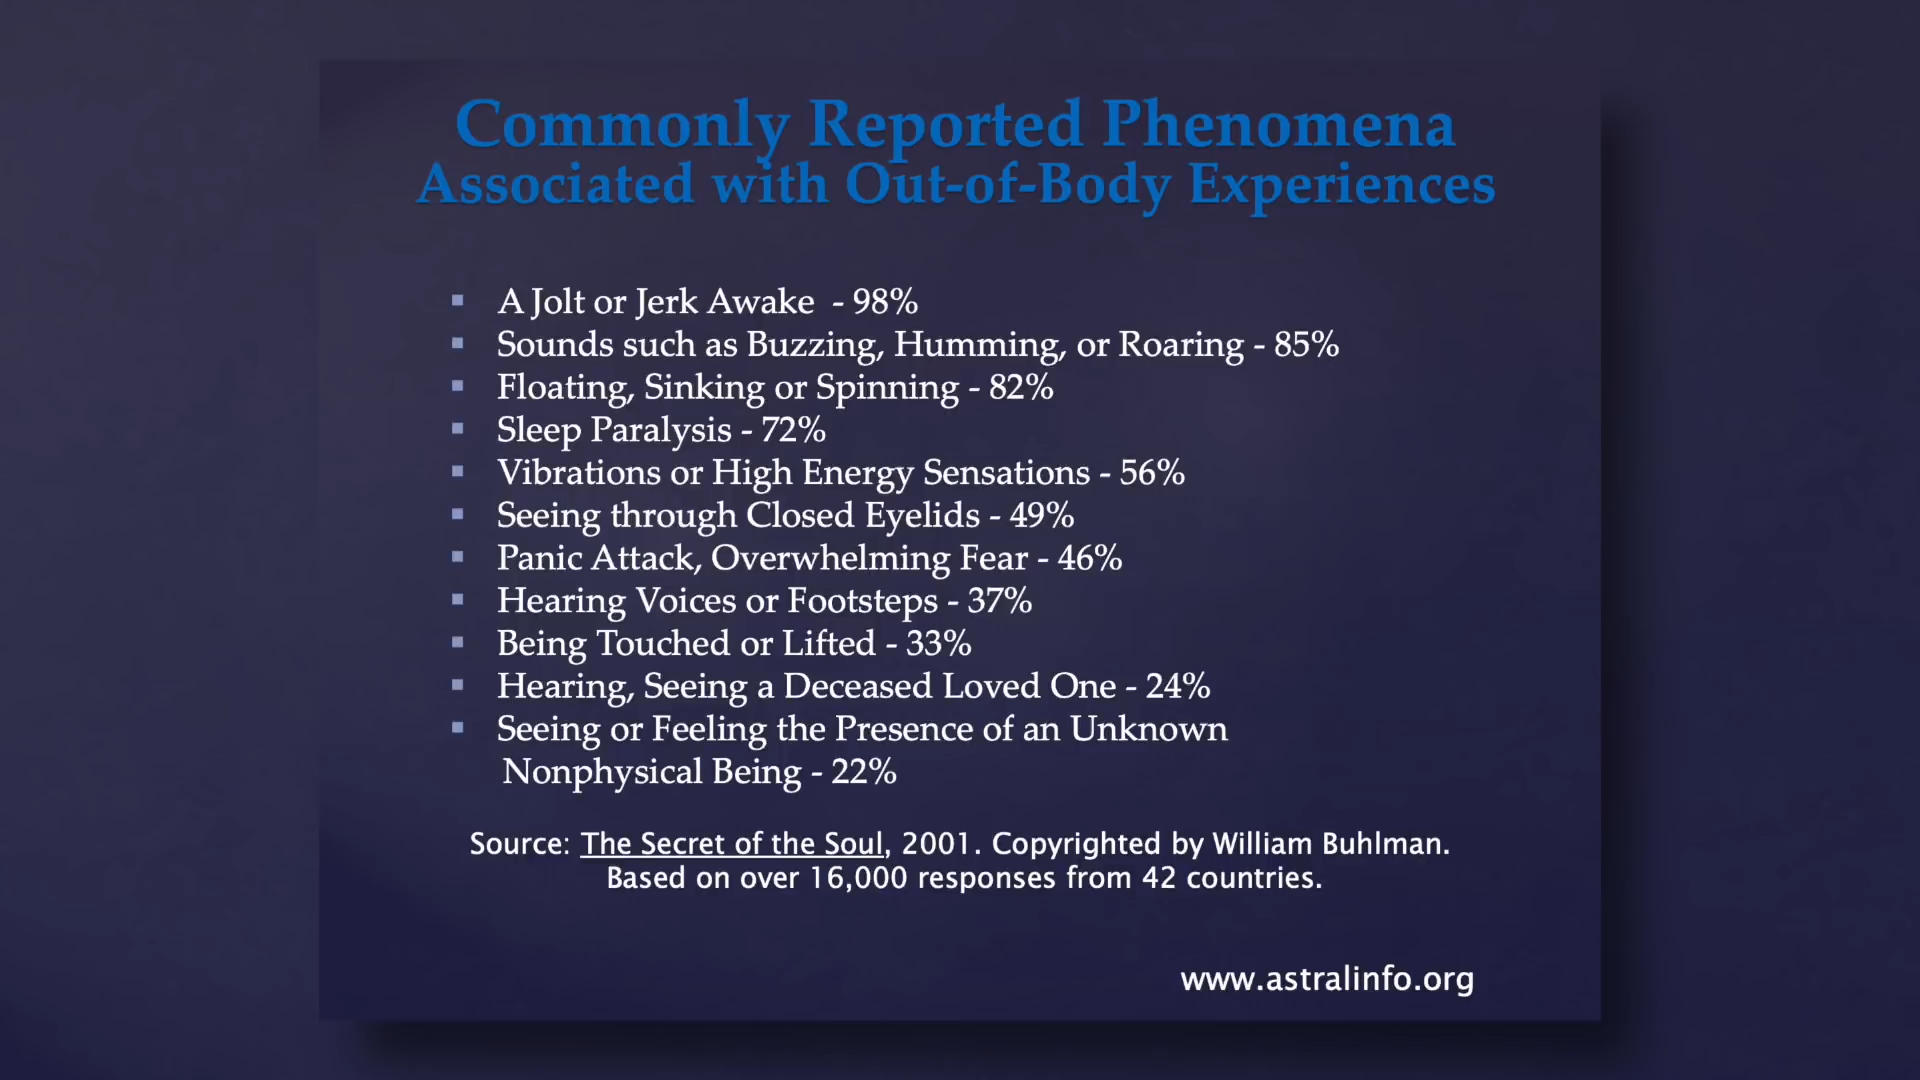 Commonly Reported Phenomena
Associated with Out-of-Body Experiences
▪ A Jolt or Jerk Awake  - 98%
▪ Sounds such as Buzzing, Humming, or Roaring - 85%
▪ Floating, Sinking or Spinning - 82%
▪ Sleep Paralysis - 72%
▪ Vibrations or High Energy Sensations - 56%
▪ Seeing through Closed Eyelids - 49%
▪ Panic Attack, Overwhelming Fear - 46%
▪ Hearing Voices or Footsteps - 37%
▪ Being Touched or Lifted - 33%
▪ Hearing, Seeing a Deceased Loved One - 24%
▪ Seeing or Feeling the Presence of an Unknown
Nonphysical Being - 22%
Source: The Secret of the Soul, 2001. Copyrighted by William Buhlman.
Based on over 16,000 responses from 42 countries.
www.astralinfo.org